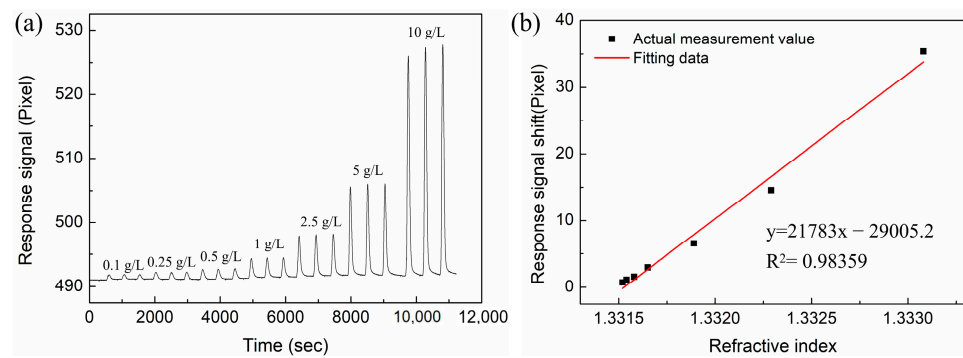 (a)
Response signal (Pixel)
530
520
510
500
490
0.1 g/L
0.25 g/L
0.5 g/L
1 g/L
2.5 g/L
5 g/L
10 g/L
0 2000 4000 6000 8000 10,000 12,000
Time (sec)
(b)
Response signal shift(Pixel)
40
30
20
10
0
Actual measurement value
Fitting data
y=21783x − 29005.2
R²= 0.98359
1.3315 1.3320 1.3325 1.3330
Refractive index